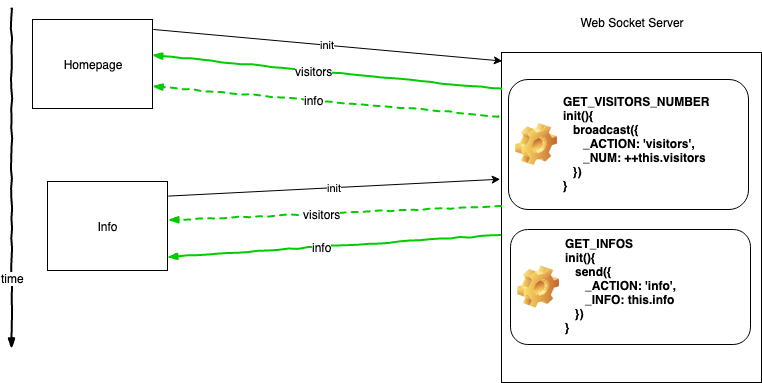 Web Socket Server
init
Homepage
visitors
info
GET_VISITORS_NUMBER
init(){
broadcast({
_ACTION: 'visitors',
_NUM: ++this.visitors
})
}
init
Info
visitors
info
GET_INFOS
init(){
send({
_ACTION: 'info',
_INFO: this.info
})
}
time